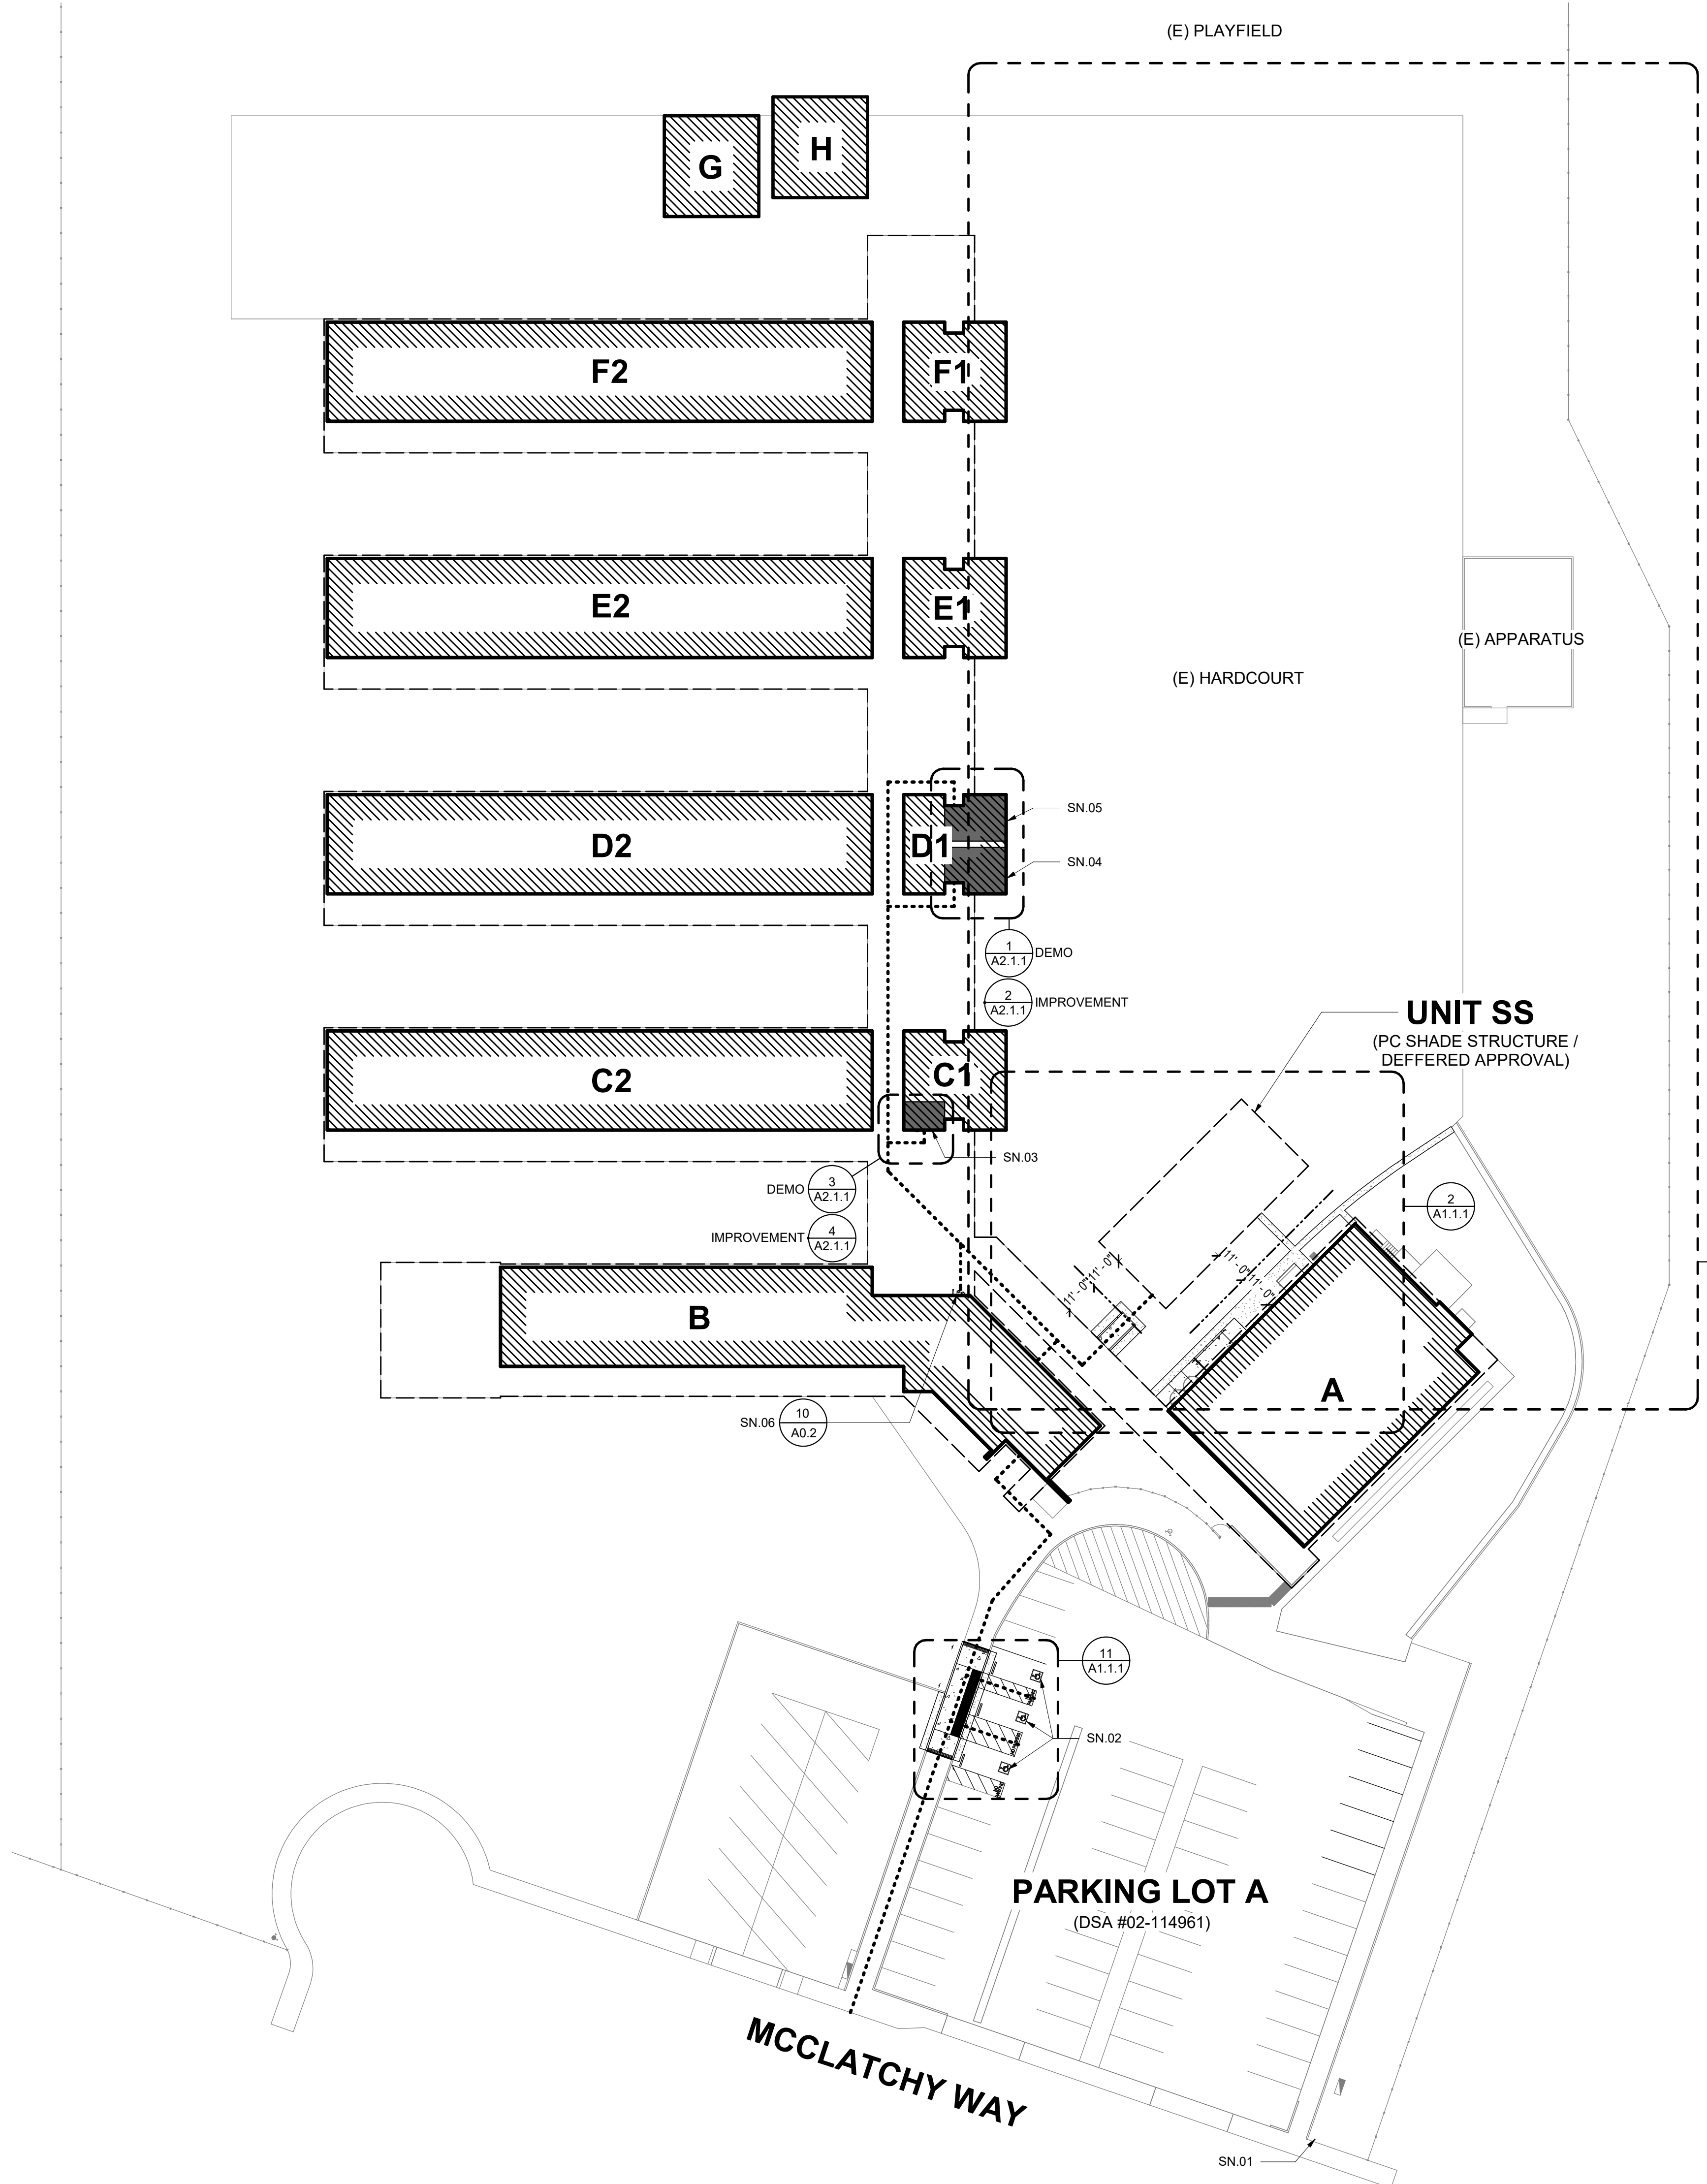 (E) PLAYFIELD
H
G
F2
F1
E2
E1
(E) APPARATUS
(E) HARDCOURT
SN.05
D2
D1
SN.04
1
A2.1.1
DEMO
2
A2.1.1
IMPROVEMENT
UNIT SS
(PC SHADE STRUCTURE /
DEFFERED APPROVAL)
C2
C1
SN.03
DEMO
3
A2.1.1
2
A1.1.1
IMPROVEMENT
4
A2.1.1
11' - 0"
11' - 0"
11' - 0"
11' - 0"
B
A
SN.06
10
A0.2
11
A1.1.1
SN.02
PARKING LOT A
(DSA #02-114961)
MCCLATCHY WAY
SN.01